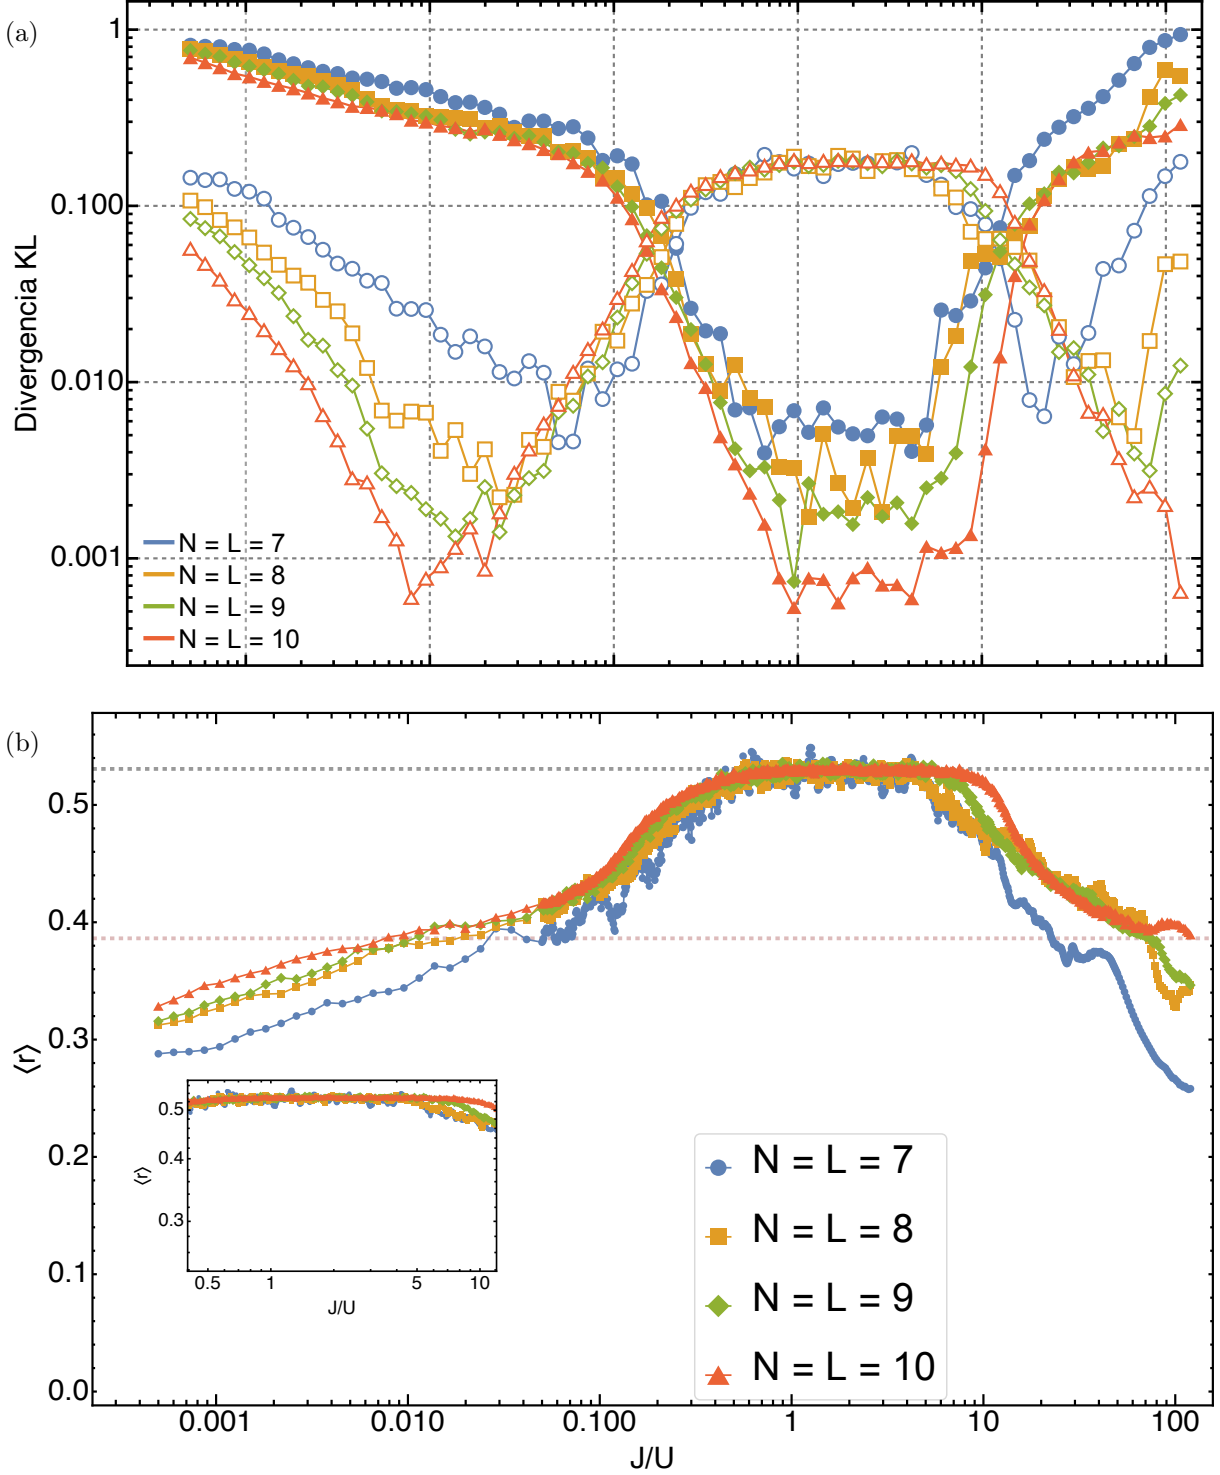 (a)
1
0.100
0.010
0.001
Divergencia KL
N = L = 7
N = L = 8
N = L = 9
N = L = 10
(b)
0.5
0.4
0.3
0.2
0.1
0.0
⟨r⟩
0.5
0.4
0.3
⟨r⟩
0.5 1 5 10
J/U
N = L = 7
N = L = 8
N = L = 9
N = L = 10
0.001 0.010 0.100 1 10 100
J/U